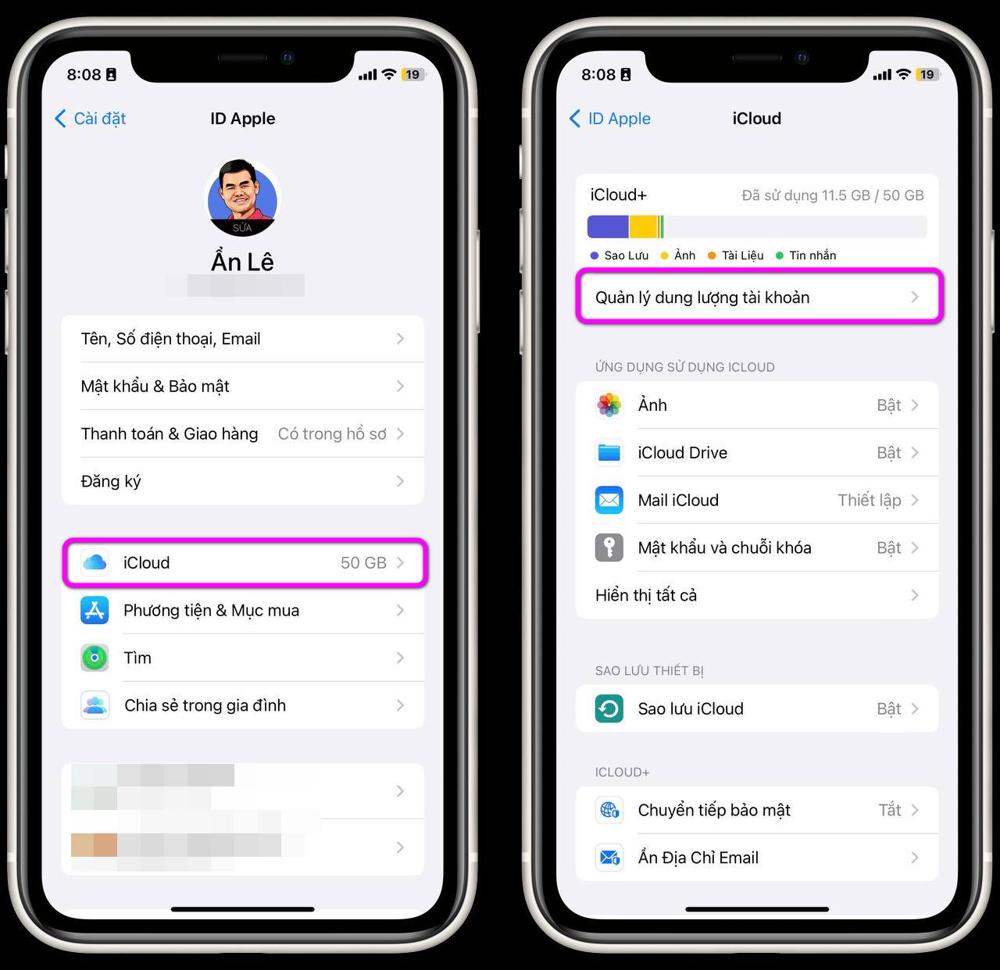 8:08
19
Cài đặt
ID Apple
SỬA
Ẩn Lê
Tên, Số điện thoại, Email
Mật khẩu & Bảo mật
Thanh toán & Giao hàng Có trong hồ sơ
Đăng ký
iCloud 50 GB
Phương tiện & Mục mua
Tìm
Chia sẻ trong gia đình
8:08
19
ID Apple
iCloud
iCloud+ Đã sử dụng 11.5 GB / 50 GB
Sao Lưu Ảnh Tài Liệu Tin nhắn
Quản lý dung lượng tài khoản
ỨNG DỤNG SỬ DỤNG ICLOUD
Ảnh Bật
iCloud Drive Bật
Mail iCloud Thiết lập
Mật khẩu và chuỗi khóa Bật
Hiển thị tất cả
SAO LƯU THIẾT BỊ
Sao lưu iCloud Bật
ICLOUD+
Chuyển tiếp bảo mật Tắt
Ẩn Địa Chỉ Email